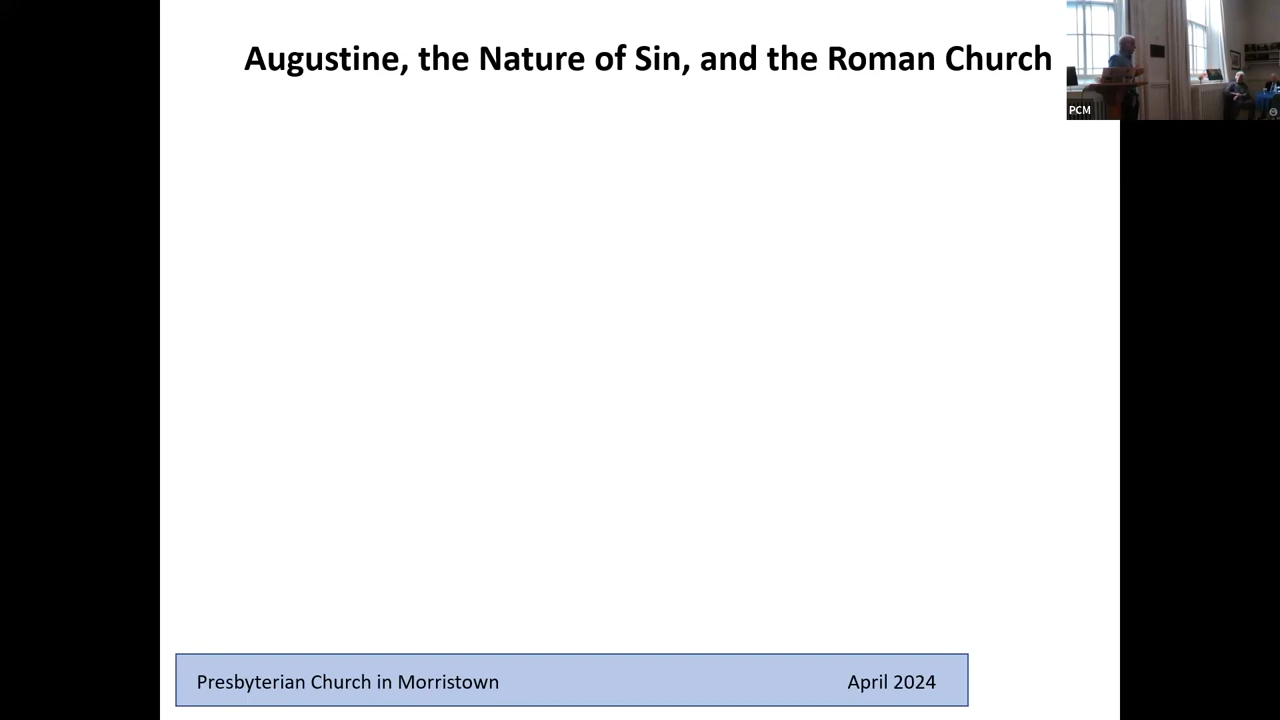 Augustine, the Nature of Sin, and the Roman Church
PCM
Presbyterian Church in Morristown April 2024